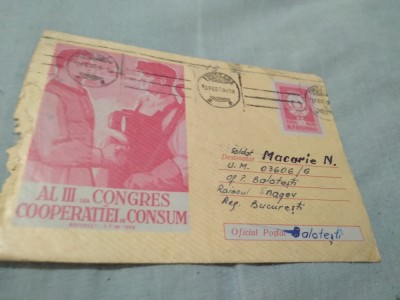 AL III-lea CONGRES
COOPERATIEI de CONSUM
Soldat
Destinatar Macarie N.
U.M. 03606/G
of. P. Balotești
Raionul Snagov
Reg. București
Oficiul Poștal Balotești